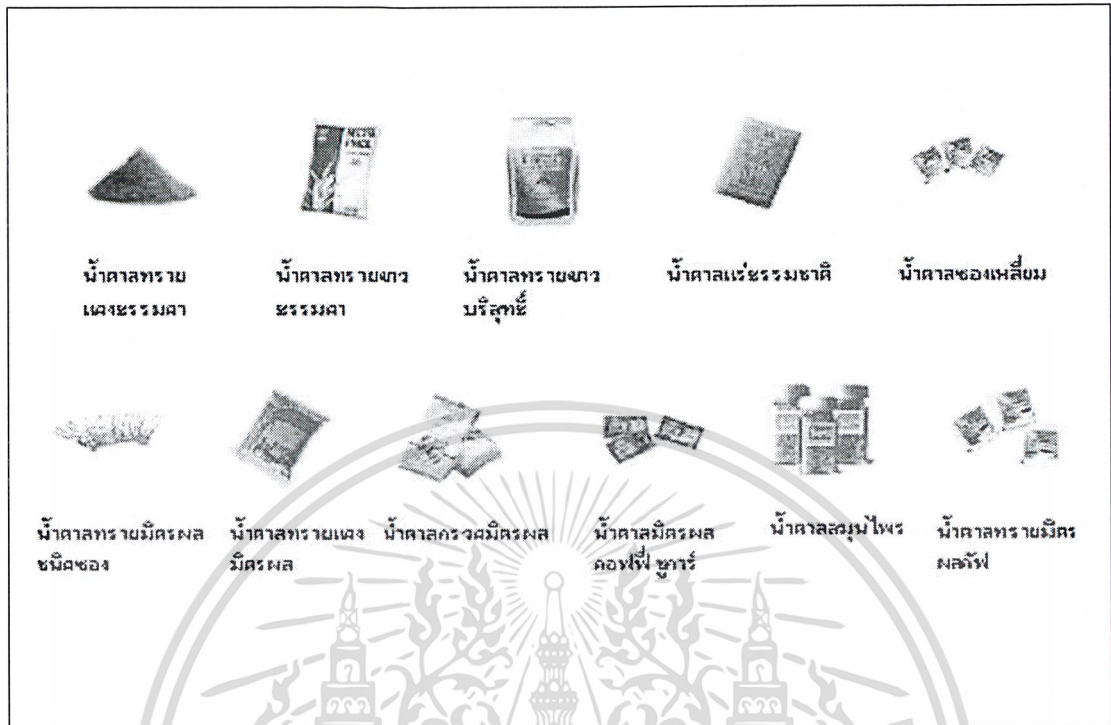 น้ำตาลทราย
แดงธรรมดา
น้ำตาลทรายขาว
ธรรมดา
น้ำตาลทรายขาว
บริสุทธิ์
น้ำตาลแร่ธรรมชาติ
น้ำตาลซองเหลี่ยม
น้ำตาลทรายมิตรผล
ชนิดซอง
น้ำตาลทรายแดง
มิตรผล
น้ำตาลกรวดมิตรผล
น้ำตาลมิตรผล
คอฟฟี่ ชูการ์
น้ำตาลสมุนไพร
น้ำตาลทรายมิตร
ผลกัฟ